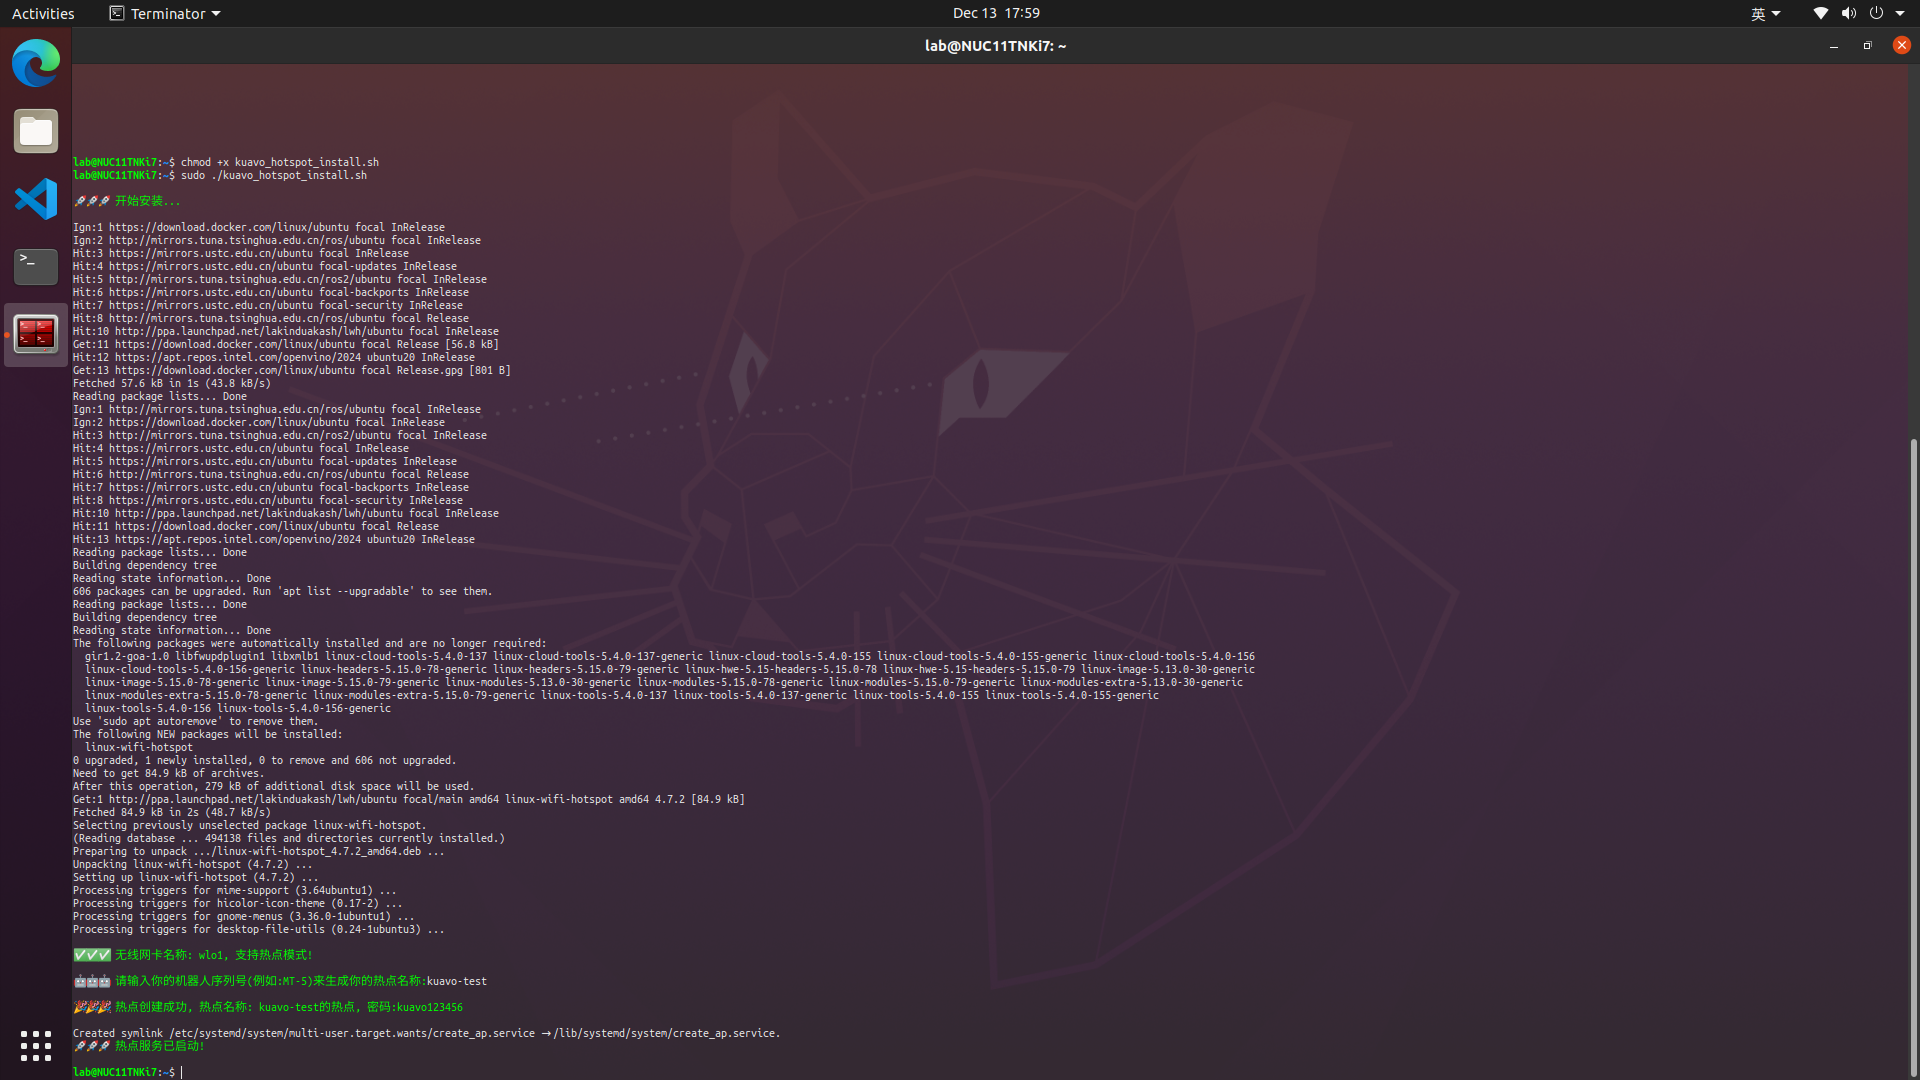 Activities
Terminator
Dec 13 17:59
英
lab@NUC11TNKi7: ~
lab@NUC11TNKi7:~$ chmod +x kuavo_hotspot_install.sh
lab@NUC11TNKi7:~$ sudo ./kuavo_hotspot_install.sh
🚀🚀🚀 开始安装...
Ign:1 https://download.docker.com/linux/ubuntu focal InRelease
Ign:2 http://mirrors.tuna.tsinghua.edu.cn/ros/ubuntu focal InRelease
Hit:3 https://mirrors.ustc.edu.cn/ubuntu focal InRelease
Hit:4 https://mirrors.ustc.edu.cn/ubuntu focal-updates InRelease
Hit:5 http://mirrors.tuna.tsinghua.edu.cn/ros2/ubuntu focal InRelease
Hit:6 https://mirrors.ustc.edu.cn/ubuntu focal-backports InRelease
Hit:7 https://mirrors.ustc.edu.cn/ubuntu focal-security InRelease
Hit:8 http://mirrors.tuna.tsinghua.edu.cn/ros/ubuntu focal Release
Hit:10 http://ppa.launchpad.net/lakinduakash/lwh/ubuntu focal InRelease
Get:11 https://download.docker.com/linux/ubuntu focal Release [56.8 kB]
Hit:12 https://apt.repos.intel.com/openvino/2024 ubuntu20 InRelease
Get:13 https://download.docker.com/linux/ubuntu focal Release.gpg [801 B]
Fetched 57.6 kB in 1s (43.8 kB/s)
Reading package lists... Done
Ign:1 http://mirrors.tuna.tsinghua.edu.cn/ros/ubuntu focal InRelease
Ign:2 https://download.docker.com/linux/ubuntu focal InRelease
Hit:3 http://mirrors.tuna.tsinghua.edu.cn/ros2/ubuntu focal InRelease
Hit:4 https://mirrors.ustc.edu.cn/ubuntu focal InRelease
Hit:5 https://mirrors.ustc.edu.cn/ubuntu focal-updates InRelease
Hit:6 http://mirrors.tuna.tsinghua.edu.cn/ros/ubuntu focal Release
Hit:7 https://mirrors.ustc.edu.cn/ubuntu focal-backports InRelease
Hit:8 https://mirrors.ustc.edu.cn/ubuntu focal-security InRelease
Hit:10 http://ppa.launchpad.net/lakinduakash/lwh/ubuntu focal InRelease
Hit:11 https://download.docker.com/linux/ubuntu focal Release
Hit:13 https://apt.repos.intel.com/openvino/2024 ubuntu20 InRelease
Reading package lists... Done
Building dependency tree
Reading state information... Done
606 packages can be upgraded. Run 'apt list --upgradable' to see them.
Reading package lists... Done
Building dependency tree
Reading state information... Done
The following packages were automatically installed and are no longer required:
gir1.2-goa-1.0 libfwupdplugin1 libxmlb1 linux-cloud-tools-5.4.0-137 linux-cloud-tools-5.4.0-137-generic linux-cloud-tools-5.4.0-155 linux-cloud-tools-5.4.0-155-generic linux-cloud-tools-5.4.0-156
linux-cloud-tools-5.4.0-156-generic linux-headers-5.15.0-78-generic linux-headers-5.15.0-79-generic linux-hwe-5.15-headers-5.15.0-78 linux-hwe-5.15-headers-5.15.0-79 linux-image-5.13.0-30-generic
linux-image-5.15.0-78-generic linux-image-5.15.0-79-generic linux-modules-5.13.0-30-generic linux-modules-5.15.0-78-generic linux-modules-5.15.0-79-generic linux-modules-extra-5.13.0-30-generic
linux-modules-extra-5.15.0-78-generic linux-modules-extra-5.15.0-79-generic linux-tools-5.4.0-137 linux-tools-5.4.0-137-generic linux-tools-5.4.0-155 linux-tools-5.4.0-155-generic
linux-tools-5.4.0-156 linux-tools-5.4.0-156-generic
Use 'sudo apt autoremove' to remove them.
The following NEW packages will be installed:
linux-wifi-hotspot
0 upgraded, 1 newly installed, 0 to remove and 606 not upgraded.
Need to get 84.9 kB of archives.
After this operation, 279 kB of additional disk space will be used.
Get:1 http://ppa.launchpad.net/lakinduakash/lwh/ubuntu focal/main amd64 linux-wifi-hotspot amd64 4.7.2 [84.9 kB]
Fetched 84.9 kB in 2s (48.7 kB/s)
Selecting previously unselected package linux-wifi-hotspot.
(Reading database ... 494138 files and directories currently installed.)
Preparing to unpack .../linux-wifi-hotspot_4.7.2_amd64.deb ...
Unpacking linux-wifi-hotspot (4.7.2) ...
Setting up linux-wifi-hotspot (4.7.2) ...
Processing triggers for mime-support (3.64ubuntu1) ...
Processing triggers for hicolor-icon-theme (0.17-2) ...
Processing triggers for gnome-menus (3.36.0-1ubuntu1) ...
Processing triggers for desktop-file-utils (0.24-1ubuntu3) ...
✅✅✅ 无线网卡名称: wlo1, 支持热点模式!
🤖🤖🤖 请输入你的机器人序列号(例如:MT-5)来生成你的热点名称:kuavo-test
🎉🎉🎉 热点创建成功, 热点名称: kuavo-test的热点, 密码:kuavo123456
Created symlink /etc/systemd/system/multi-user.target.wants/create_ap.service → /lib/systemd/system/create_ap.service.
🚀🚀🚀 热点服务已启动!
lab@NUC11TNKi7:~$